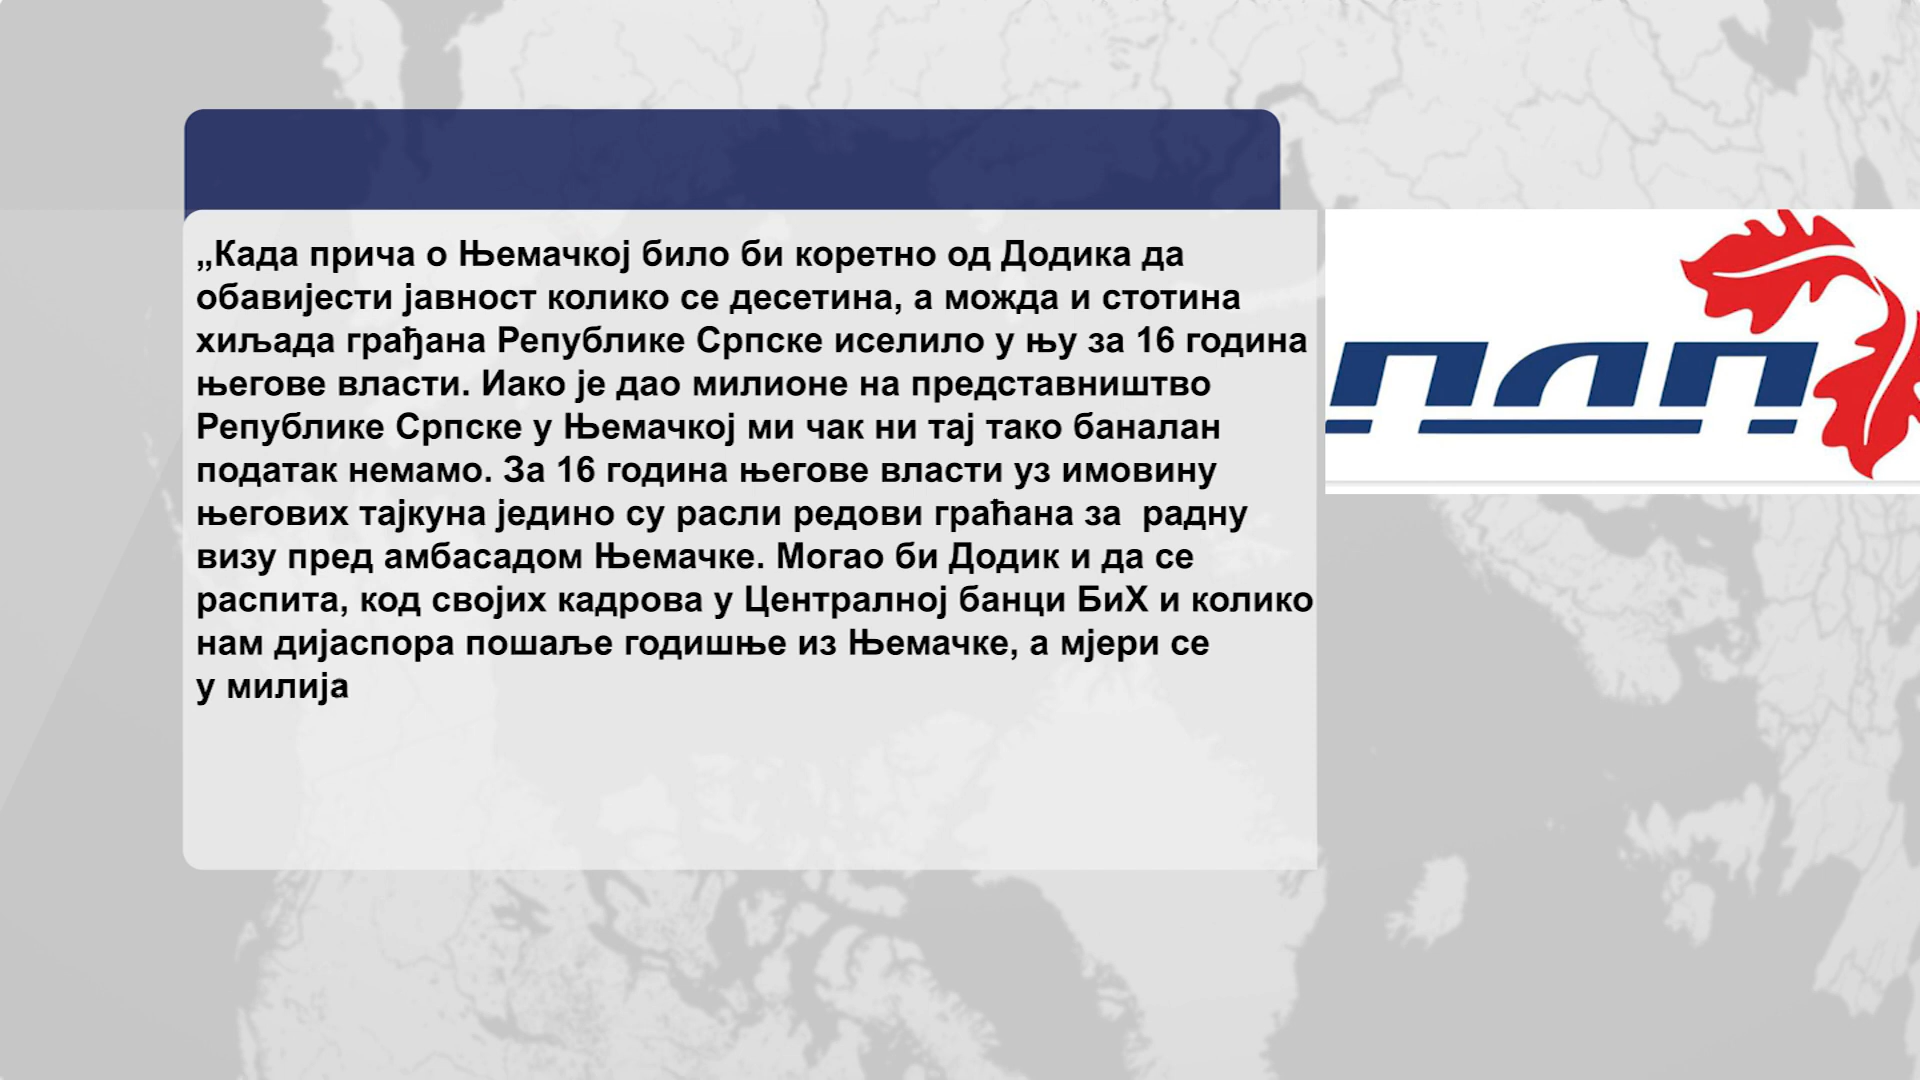 „Када прича о Њемачкој било би коретно од Додика да
обавијести јавност колико се десетина, а можда и стотина
хиљада грађана Републике Српске иселило у њу за 16 година
његове власти. Иако је дао милионе на представништво
Републике Српске у Њемачкој ми чак ни тај тако баналан
податак немамо. За 16 година његове власти уз имовину
његових тајкуна једино су расли редови граћана за  радну
визу пред амбасадом Њемачке. Могао би Додик и да се
распита, код својих кадрова у Централној банци БиХ и колико
нам дијаспора пошаље годишње из Њемачке, а мјери се
у милија
ПДП